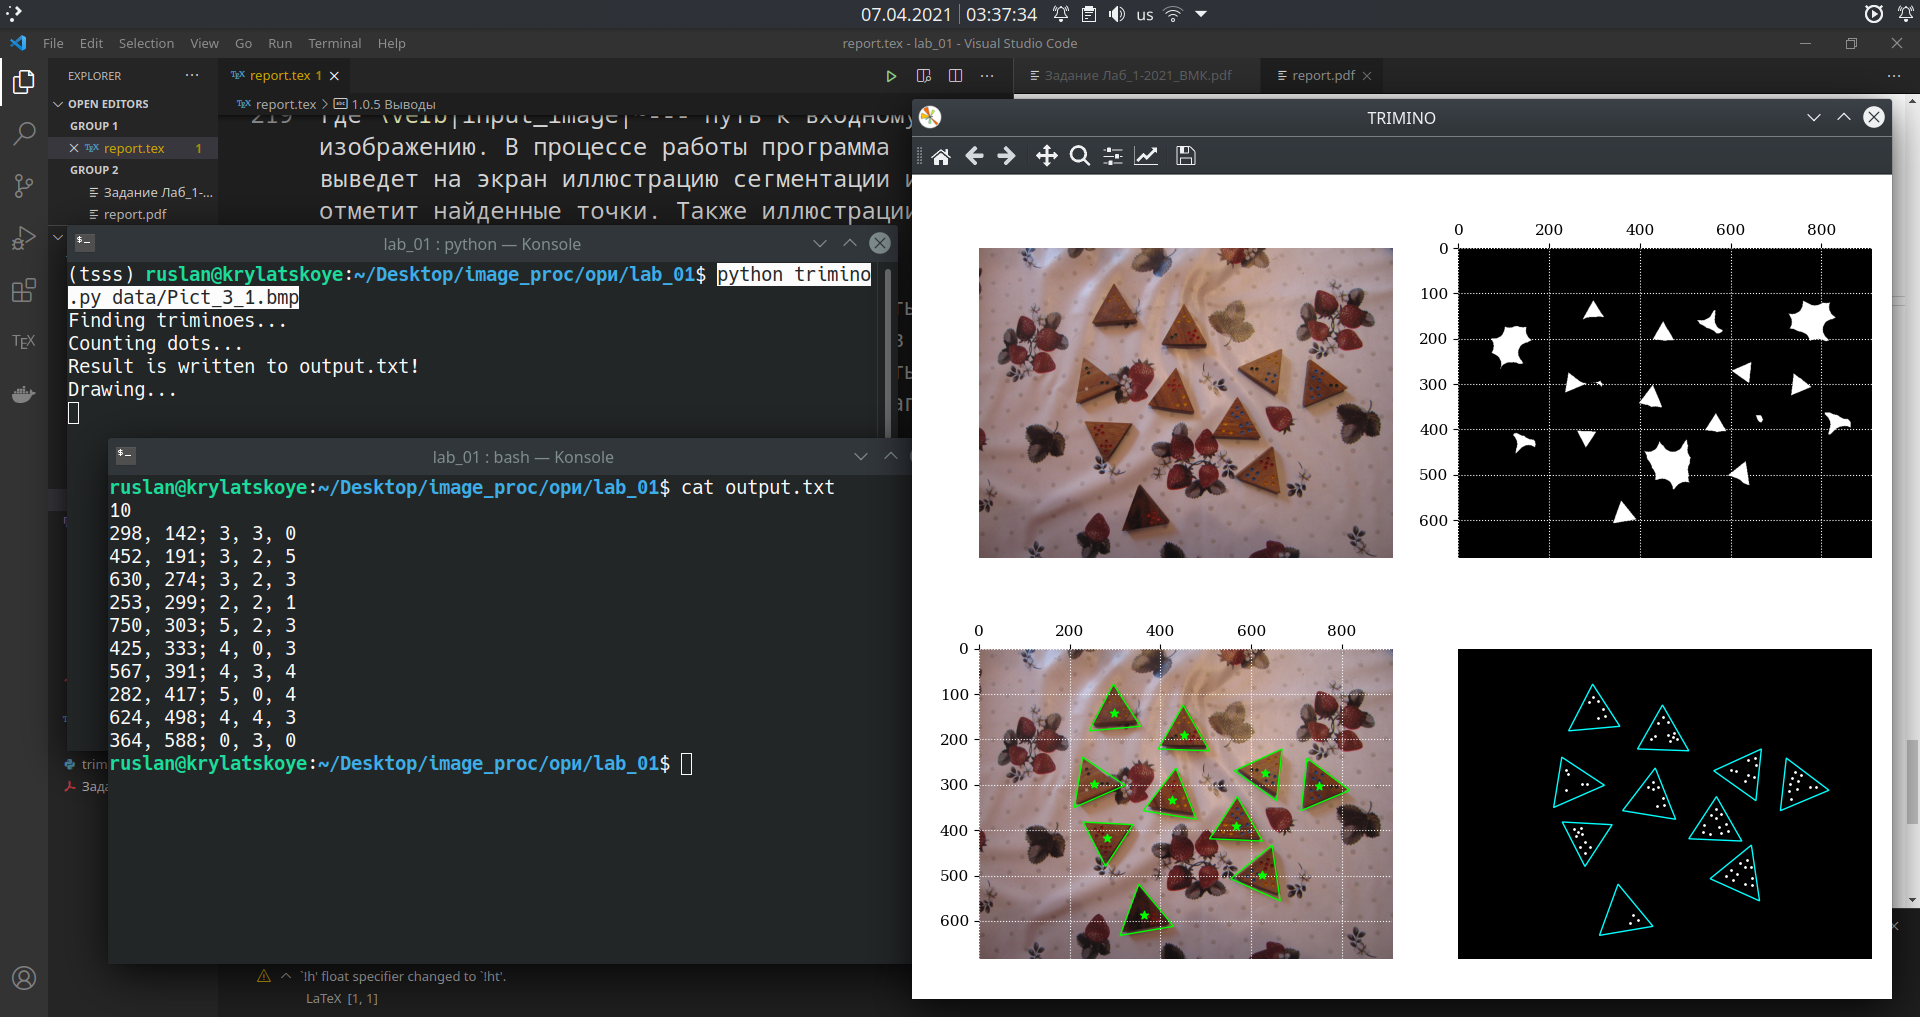 07.04.2021 03:37:34 us
File Edit Selection View Go Run Terminal Help
report.tex - lab_01 - Visual Studio Code
EXPLORER
OPEN EDITORS
GROUP 1
report.tex 1
GROUP 2
Задание Лаб_1-...
report.pdf
trim
Зада
TEX
report.tex 1
report.tex > 1.0.5 Выводы
219 где \verb|input_image|~--- путь к входному
изображению. В процессе работы программа
выведет на экран иллюстрацию сегментации и
отметит найденные точки. Также иллюстрации
Задание Лаб_1-2021_ВМК.pdf
report.pdf
lab_01 : python — Konsole
(tsss) ruslan@krylatskoye:~/Desktop/image_proc/ори/lab_01$ python trimino
.py data/Pict_3_1.bmp
Finding triminoes...
Counting dots...
Result is written to output.txt!
Drawing...
lab_01 : bash — Konsole
ruslan@krylatskoye:~/Desktop/image_proc/ори/lab_01$ cat output.txt
10
298, 142; 3, 3, 0
452, 191; 3, 2, 5
630, 274; 3, 2, 3
253, 299; 2, 2, 1
750, 303; 5, 2, 3
425, 333; 4, 0, 3
567, 391; 4, 3, 4
282, 417; 5, 0, 4
624, 498; 4, 4, 3
364, 588; 0, 3, 0
ruslan@krylatskoye:~/Desktop/image_proc/ори/lab_01$
`!h' float specifier changed to `!ht'.
LaTeX [1, 1]
TRIMINO
0 200 400 600 800
0
100
200
300
400
500
600
0 200 400 600 800
0
100
200
300
400
500
600